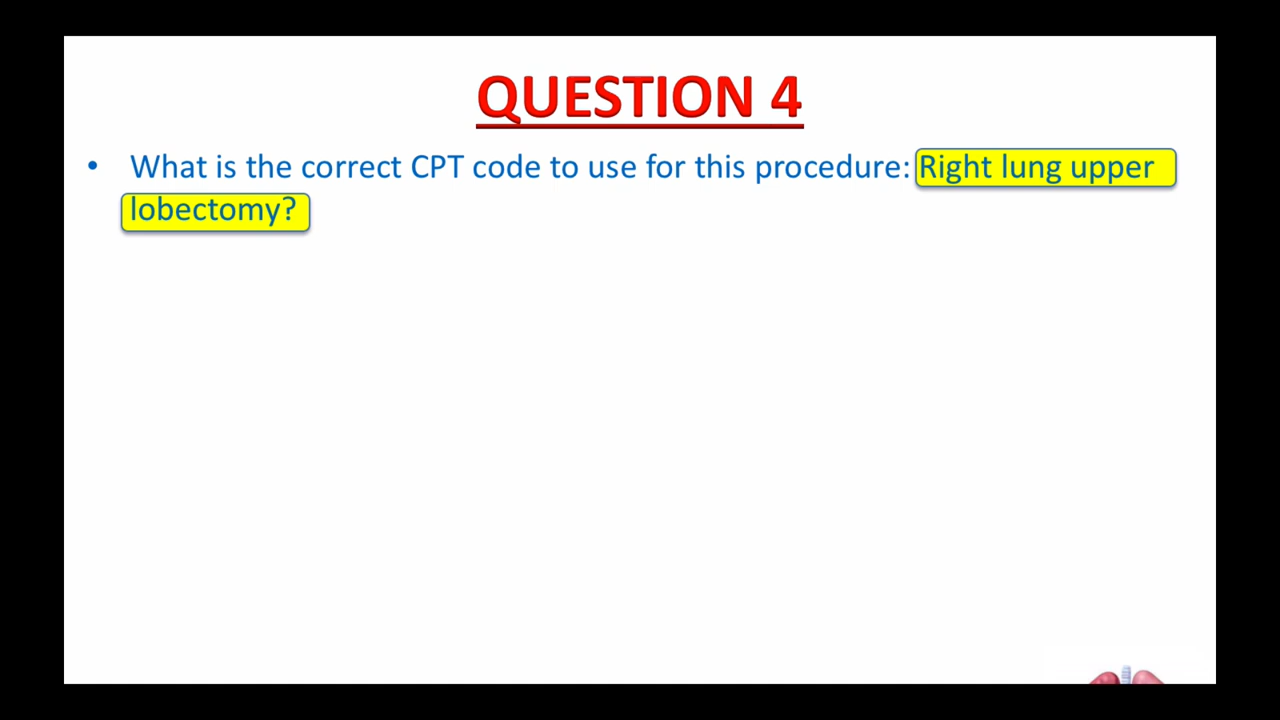 QUESTION 4
• What is the correct CPT code to use for this procedure: Right lung upper
lobectomy?